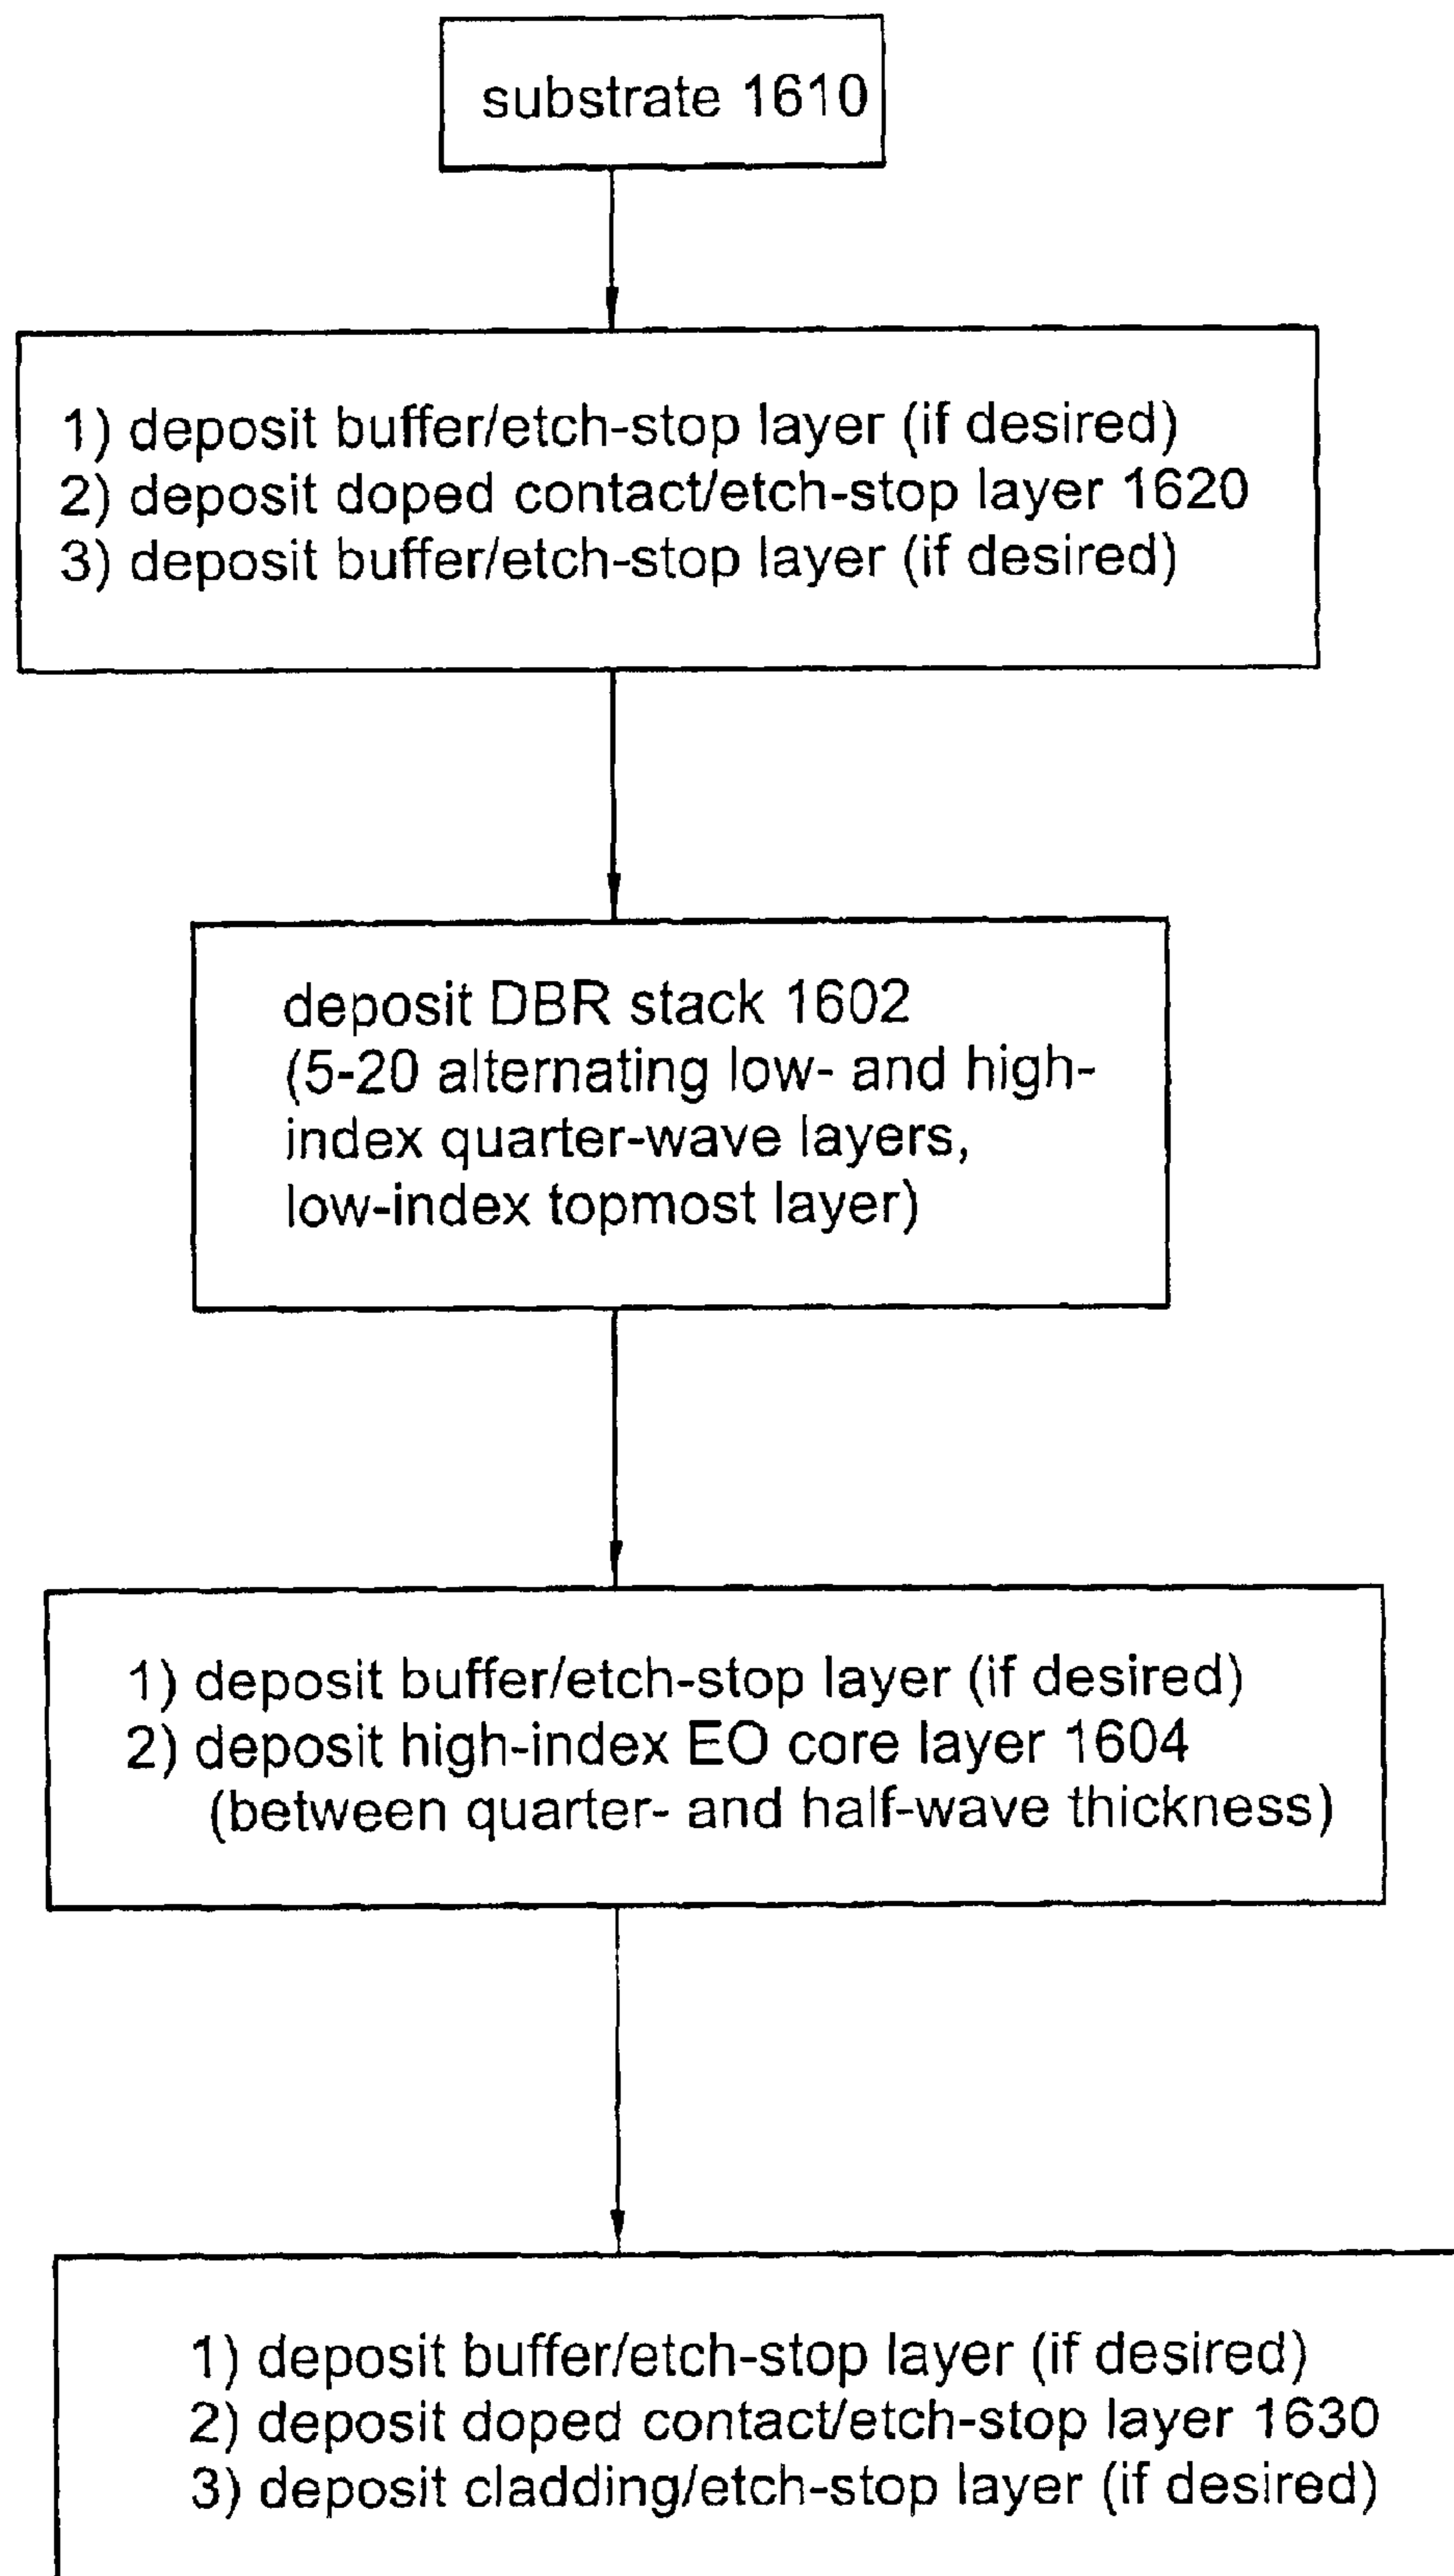 substrate 1610
1) deposit buffer/etch-stop layer (if desired)
2) deposit doped contact/etch-stop layer 1620
3) deposit buffer/etch-stop layer (if desired)
deposit DBR stack 1602
(5-20 alternating low- and high-
index quarter-wave layers,
low-index topmost layer)
1) deposit buffer/etch-stop layer (if desired)
2) deposit high-index EO core layer 1604
(between quarter- and half-wave thickness)
1) deposit buffer/etch-stop layer (if desired)
2) deposit doped contact/etch-stop layer 1630
3) deposit cladding/etch-stop layer (if desired)